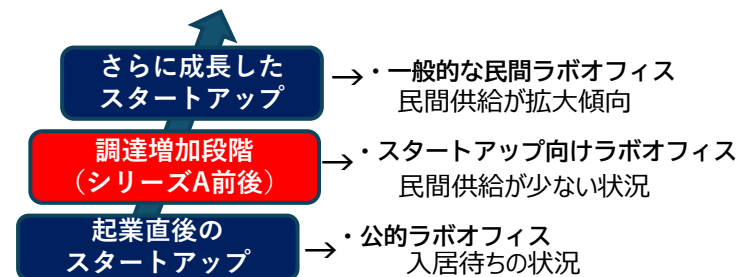 さらに成長した
スタートアップ
→・一般的な民間ラボオフィス
民間供給が拡大傾向
調達増加段階
（シリーズA前後）
→・スタートアップ向けラボオフィス
民間供給が少ない状況
起業直後の
スタートアップ
→・公的ラボオフィス
入居待ちの状況